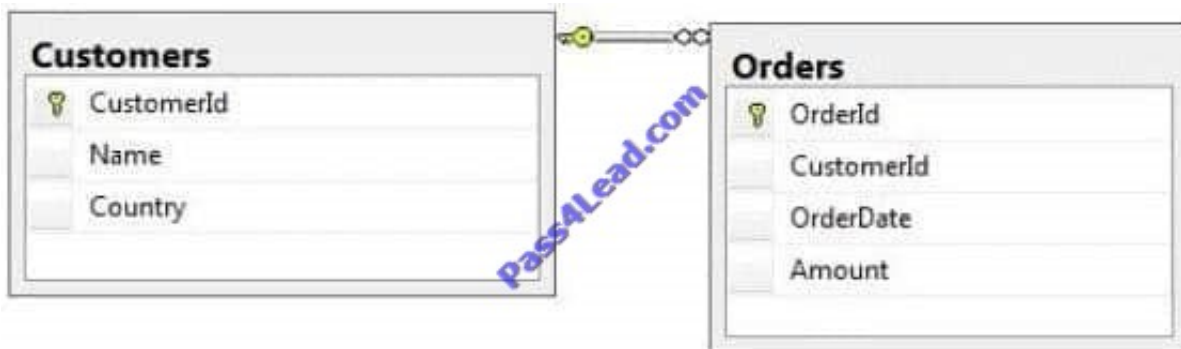 Customers
CustomerId
Name
Country
Orders
OrderId
CustomerId
OrderDate
Amount
Pass4Lead.com